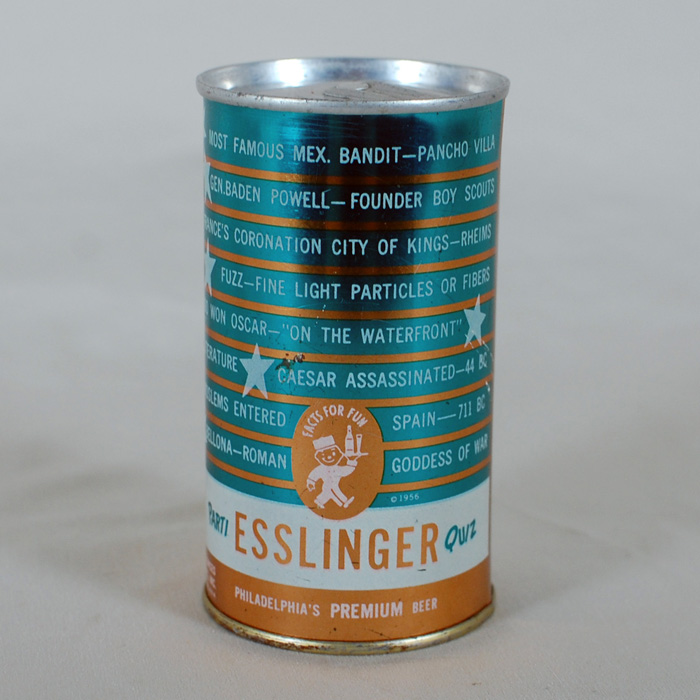 MOST FAMOUS MEX. BANDIT—PANCHO VILLA
GEN. BADEN POWELL—FOUNDER BOY SCOUTS
CORONATION CITY OF KINGS—RHEIMS
FUZZ—FINE LIGHT PARTICLES OR FIBERS
WON OSCAR—"ON THE WATERFRONT"
CAESAR ASSASSINATED—44 BC
ENTERED SPAIN—711 BC
—ROMAN GODDESS OF WAR
FACTS FOR FUN
© 1956
PARTI ESSLINGER QUIZ
PHILADELPHIA'S PREMIUM BEER